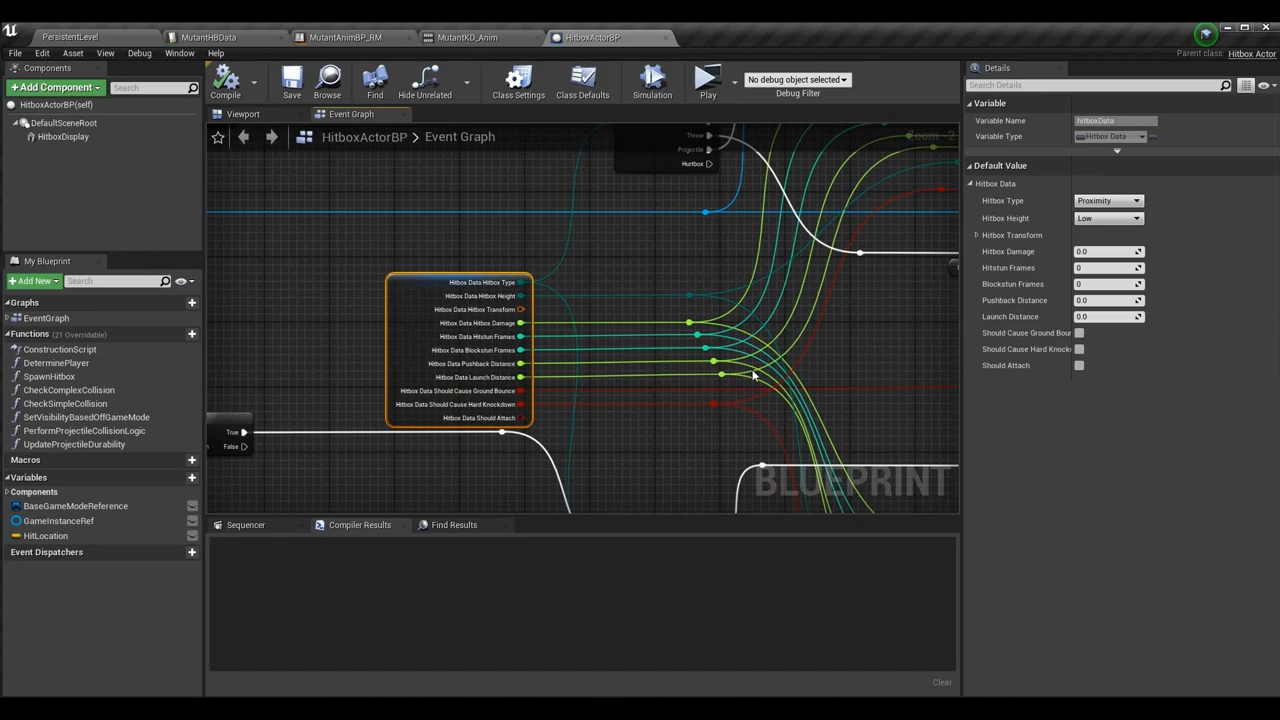 PersistentLevel
MutantHBData
MutantAnimBP_RM
MutantKD_Anim
HitboxActorBP
Parent class: Hitbox Actor
File Edit Asset View Debug Window Help
Components
+ Add Component
Search
HitboxActorBP(self)
DefaultSceneRoot
HitboxDisplay
Compile
Save
Browse
Find
Hide Unrelated
Class Settings
Class Defaults
Simulation
Play
No debug object selected
Debug Filter
Viewport
Event Graph
HitboxActorBP > Event Graph
Zoom -2
Throw
Projectile
Hurtbox
Hitbox Data Hitbox Type
Hitbox Data Hitbox Height
Hitbox Data Hitbox Transform
Hitbox Data Hitbox Damage
Hitbox Data Hitstun Frames
Hitbox Data Blockstun Frames
Hitbox Data Pushback Distance
Hitbox Data Launch Distance
Hitbox Data Should Cause Ground Bounce
Hitbox Data Should Cause Hard Knockdown
Hitbox Data Should Attach
True
False
BLUEPRINT
My Blueprint
+ Add New
Search
Graphs
EventGraph
Functions (21 Overridable)
ConstructionScript
DeterminePlayer
SpawnHitbox
CheckComplexCollision
CheckSimpleCollision
SetVisibilityBasedOffGameMode
PerformProjectileCollisionLogic
UpdateProjectileDurability
Macros
Variables
Components
BaseGameModeReference
GameInstanceRef
HitLocation
Event Dispatchers
Sequencer
Compiler Results
Find Results
Clear
Details
Search Details
Variable
Variable Name hitboxData
Variable Type Hitbox Data
Default Value
Hitbox Data
Hitbox Type Proximity
Hitbox Height Low
Hitbox Transform
Hitbox Damage 0.0
Hitstun Frames 0
Blockstun Frames 0
Pushback Distance 0.0
Launch Distance 0.0
Should Cause Ground Bour
Should Cause Hard Knock
Should Attach